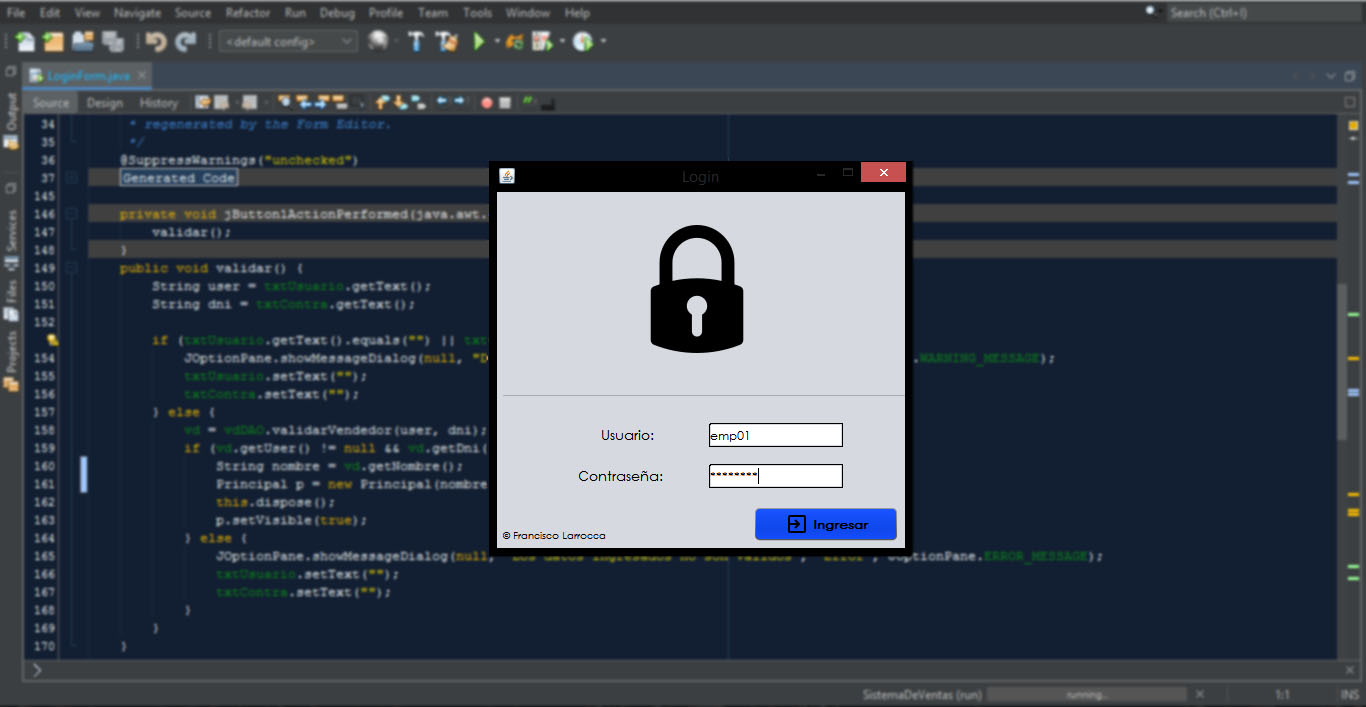 File Edit View Navigate Source Refactor Run Debug Profile Team Tools Window Help
Search (Ctrl+I)
<default config>
LoginForm.java
Source Design History
Output
Services
Files
Projects
34 * regenerated by the Form Editor.
35 */
36 @SuppressWarnings("unchecked")
37 Generated Code
145
146 private void jButton1ActionPerformed(java.awt.
147 validar();
148 }
149 public void validar() {
150 String user = txtUsuario.getText();
151 String dni = txtContra.getText();
152
if (txtUsuario.getText().equals("") || txt
154 JOptionPane.showMessageDialog(null, "D .WARNING_MESSAGE);
155 txtUsuario.setText("");
156 txtContra.setText("");
157 } else {
158 vd = vdDAO.validarVendedor(user, dni);
159 if (vd.getUser() != null && vd.getDni(
160 String nombre = vd.getNombre();
161 Principal p = new Principal(nombre
162 this.dispose();
163 p.setVisible(true);
164 } else {
165 JOptionPane.showMessageDialog(null, "Los datos ingresados no son validos", "Error", JOptionPane.ERROR_MESSAGE);
166 txtUsuario.setText("");
167 txtContra.setText("");
168 }
169 }
170 }
Login
Usuario: emp01
Contraseña: ********
Ingresar
© Francisco Larrocca
SistemaDeVentas (run) running... 1:1 INS